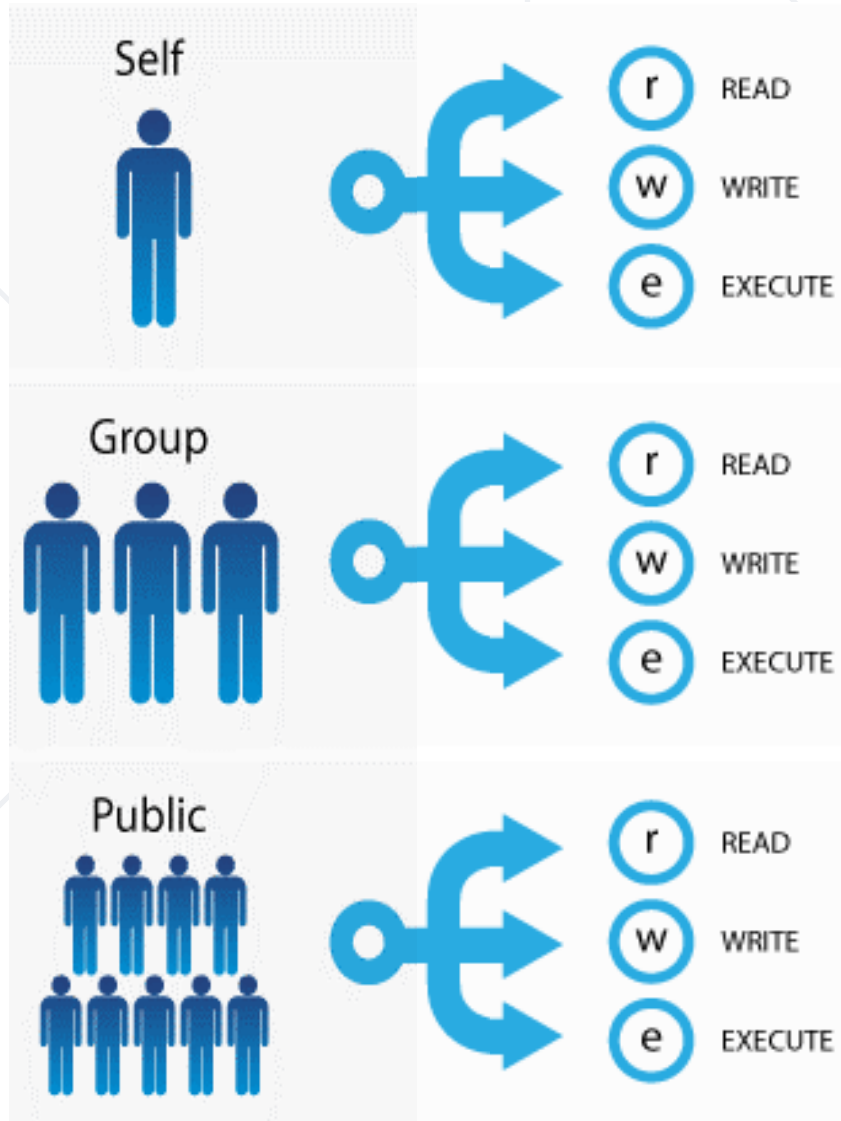 Self
r READ
w WRITE
e EXECUTE
Group
r READ
w WRITE
e EXECUTE
Public
r READ
w WRITE
e EXECUTE